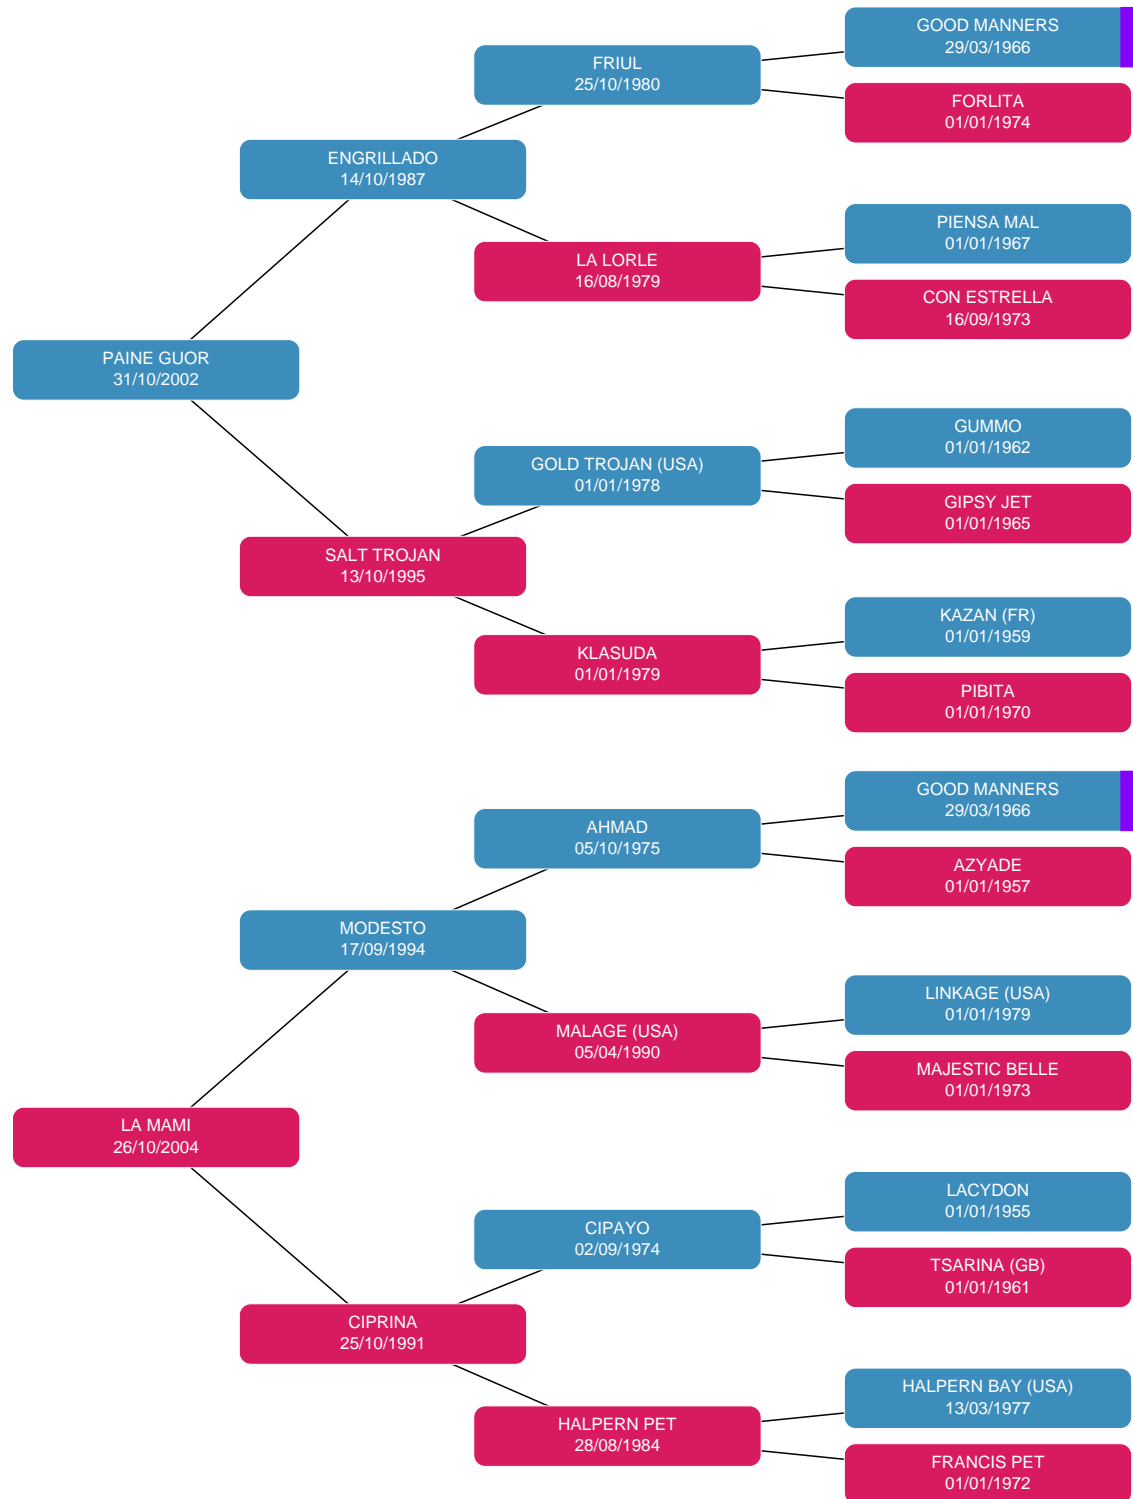 GOOD MANNERS
29/03/1966
FRIUL
25/10/1980
FORLITA
01/01/1974
ENGRILLADO
14/10/1987
PIENSA MAL
01/01/1967
LA LORLE
16/08/1979
CON ESTRELLA
16/09/1973
PAINE GUOR
31/10/2002
GUMMO
01/01/1962
GOLD TROJAN (USA)
01/01/1978
GIPSY JET
01/01/1965
SALT TROJAN
13/10/1995
KAZAN (FR)
01/01/1959
KLASUDA
01/01/1979
PIBITA
01/01/1970
GOOD MANNERS
29/03/1966
AHMAD
05/10/1975
AZYADE
01/01/1957
MODESTO
17/09/1994
LINKAGE (USA)
01/01/1979
MALAGE (USA)
05/04/1990
MAJESTIC BELLE
01/01/1973
LA MAMI
26/10/2004
LACYDON
01/01/1955
CIPAYO
02/09/1974
TSARINA (GB)
01/01/1961
CIPRINA
25/10/1991
HALPERN BAY (USA)
13/03/1977
HALPERN PET
28/08/1984
FRANCIS PET
01/01/1972